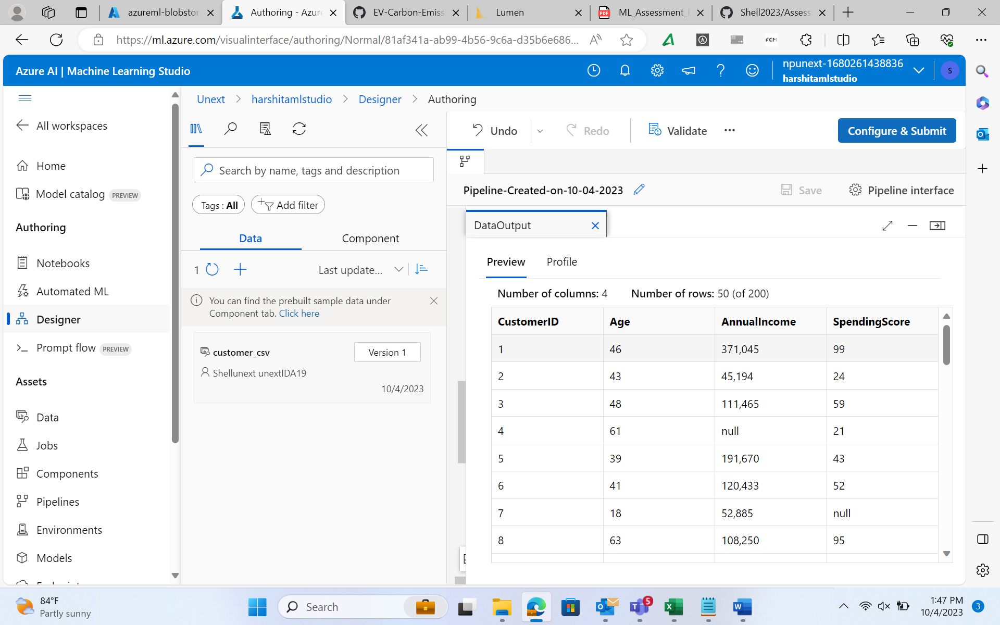 azureml-blobstor
Authoring - Azure
EV-Carbon-Emiss
Lumen
ML_Assessment_
Shell2023/Assess
https://ml.azure.com/visualinterface/authoring/Normal/81af341a-ab99-4b56-9c6a-d35b6e686...
FCM
Azure AI | Machine Learning Studio
npunext-1680261438836
harshitamlstudio
S
All workspaces
Home
Model catalog PREVIEW
Authoring
Notebooks
Automated ML
Designer
Prompt flow PREVIEW
Assets
Data
Jobs
Components
Pipelines
Environments
Models
Unext > harshitamlstudio > Designer > Authoring
Search by name, tags and description
Tags : All
Add filter
Data
Component
1
Last update...
You can find the prebuilt sample data under
Component tab. Click here
customer_csv
Version 1
Shellunext unextIDA19
10/4/2023
Undo
Redo
Validate
Configure & Submit
Pipeline-Created-on-10-04-2023
Save
Pipeline interface
DataOutput
Preview
Profile
Number of columns: 4
Number of rows: 50 (of 200)
CustomerID Age AnnualIncome SpendingScore
1 46 371,045 99
2 43 45,194 24
3 48 111,465 59
4 61 null 21
5 39 191,670 43
6 41 120,433 52
7 18 52,885 null
8 63 108,250 95
84°F
Partly sunny
Search
5
1:47 PM
10/4/2023
3